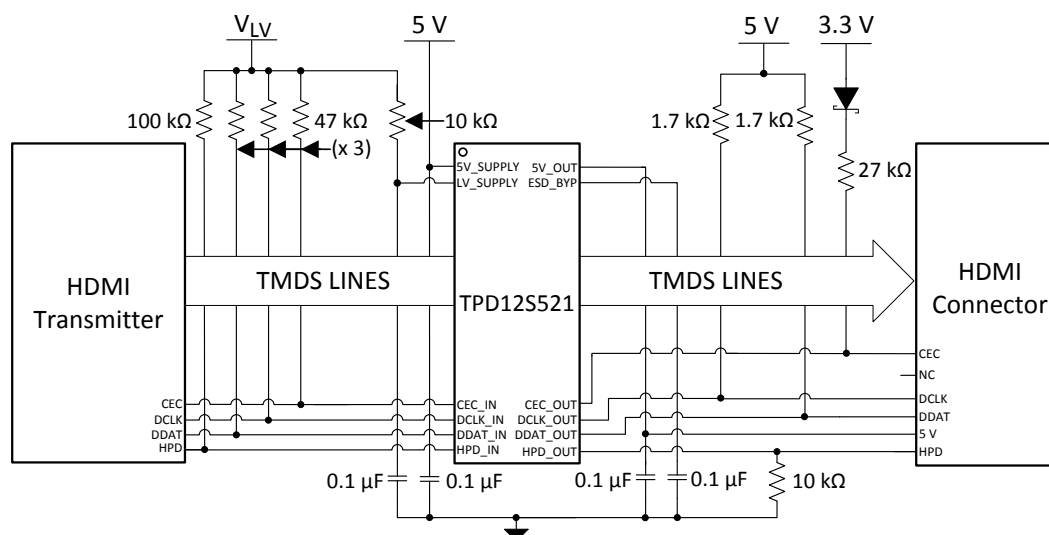 VLV
5 V
5 V
3.3 V
100 kΩ
47 kΩ
(x 3)
10 kΩ
1.7 kΩ
1.7 kΩ
27 kΩ
5V_SUPPLY
LV_SUPPLY
5V_OUT
ESD_BYP
HDMI
Transmitter
TMDS LINES
TPD12S521
TMDS LINES
HDMI
Connector
CEC
DCLK
DDAT
HPD
CEC_IN
DCLK_IN
DDAT_IN
HPD_IN
CEC_OUT
DCLK_OUT
DDAT_OUT
HPD_OUT
CEC
NC
DCLK
DDAT
5 V
HPD
0.1 µF
0.1 µF
0.1 µF
0.1 µF
10 kΩ